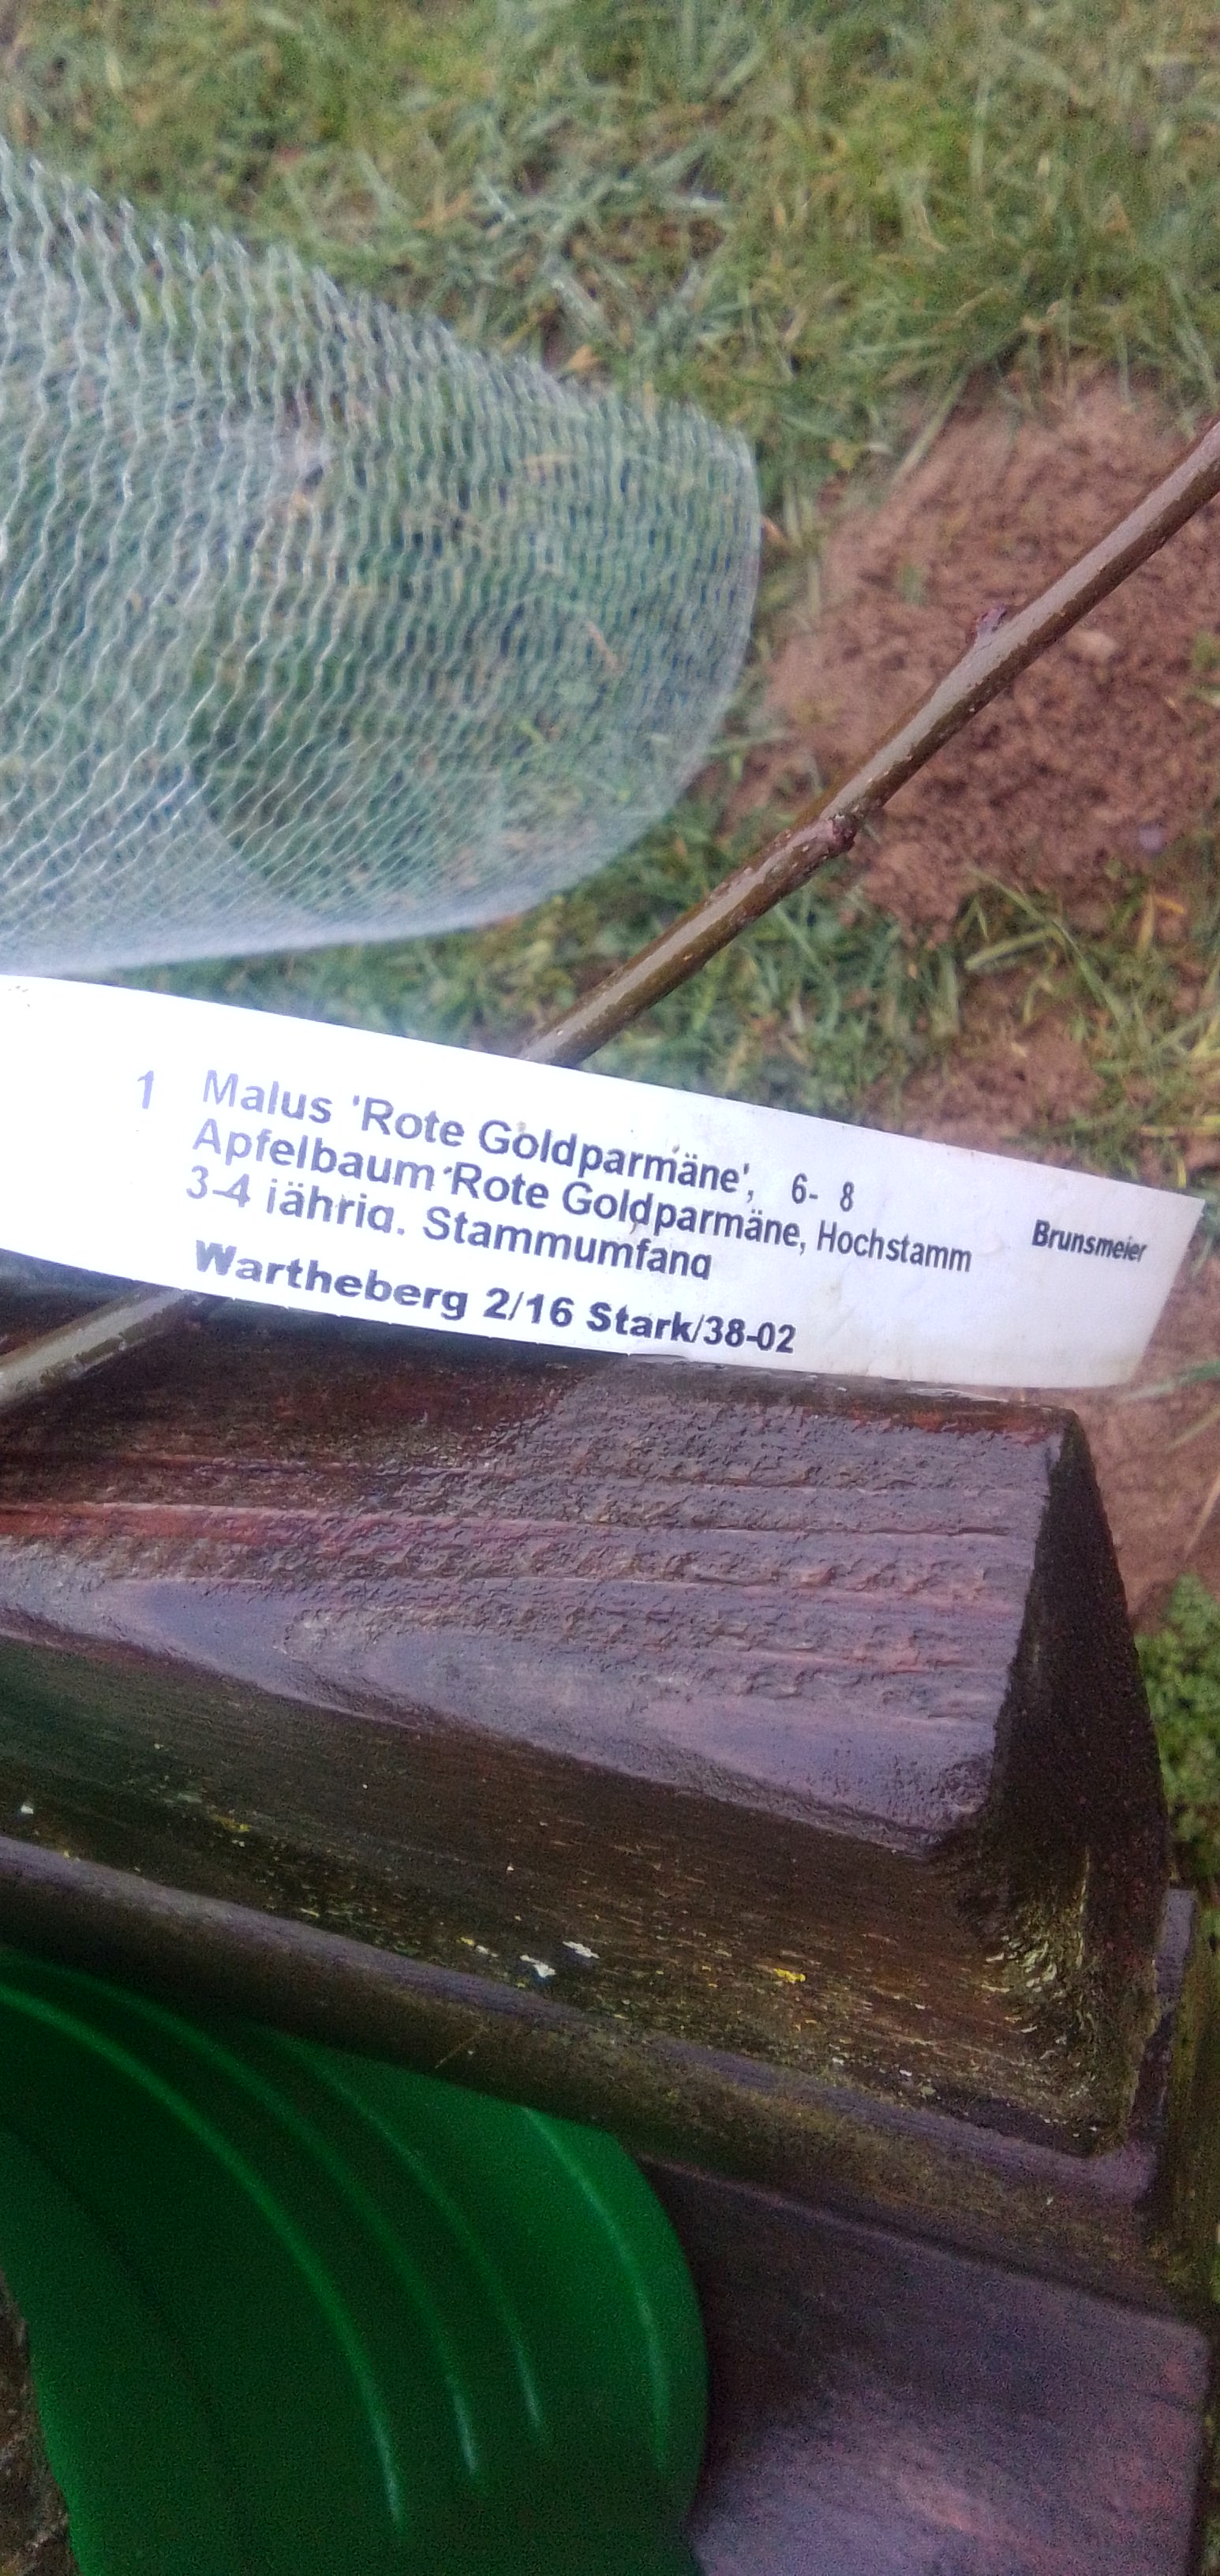 1 Malus 'Rote Goldparmäne', 6- 8
Apfelbaum 'Rote Goldparmäne, Hochstamm
Brunsmeier
3-4 jährig. Stammumfang
Wartheberg 2/16 Stark/38-02